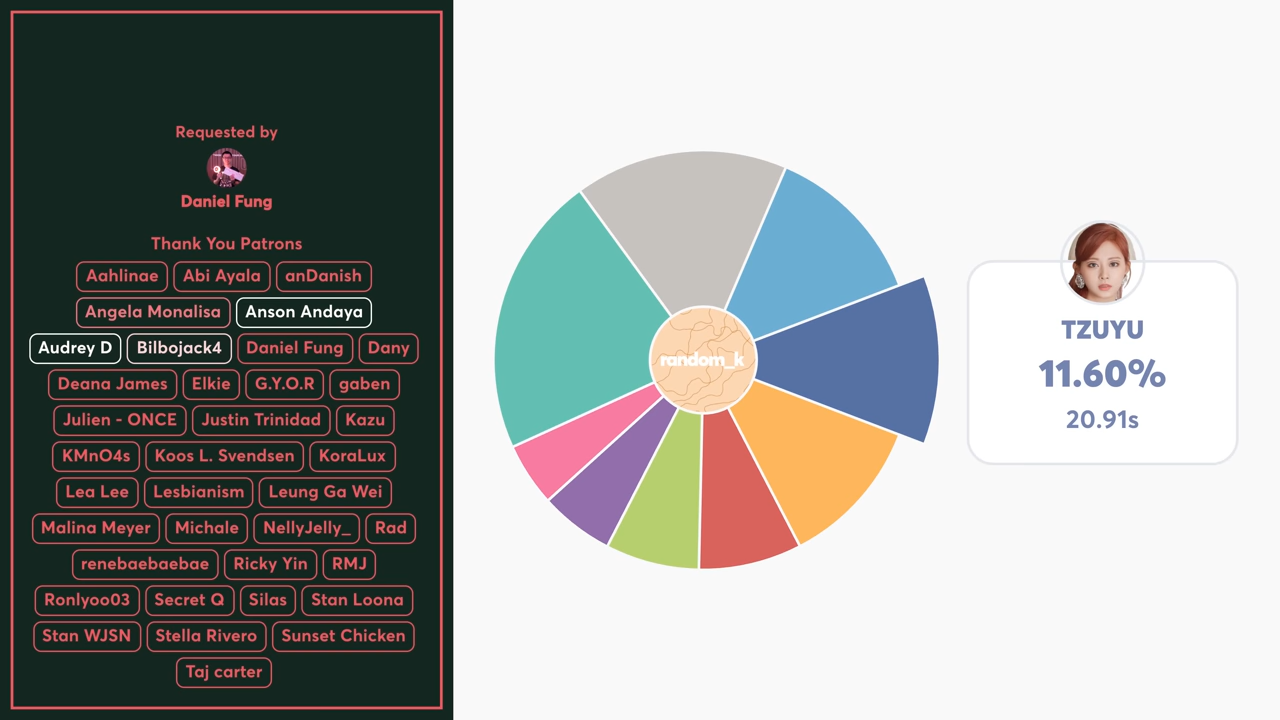 Requested by
Daniel Fung
Thank You Patrons
Aahlinae Abi Ayala anDanish
Angela Monalisa Anson Andaya
Audrey D Bilbojack4 Daniel Fung Dany
Deana James Elkie G.Y.O.R gaben
Julien - ONCE Justin Trinidad Kazu
KMnO4s Koos L. Svendsen KoraLux
Lea Lee Lesbianism Leung Ga Wei
Malina Meyer Michale NellyJelly_ Rad
renebaebaebae Ricky Yin RMJ
Ronlyoo03 Secret Q Silas Stan Loona
Stan WJSN Stella Rivero Sunset Chicken
Taj carter
random_k
TZUYU
11.60%
20.91s